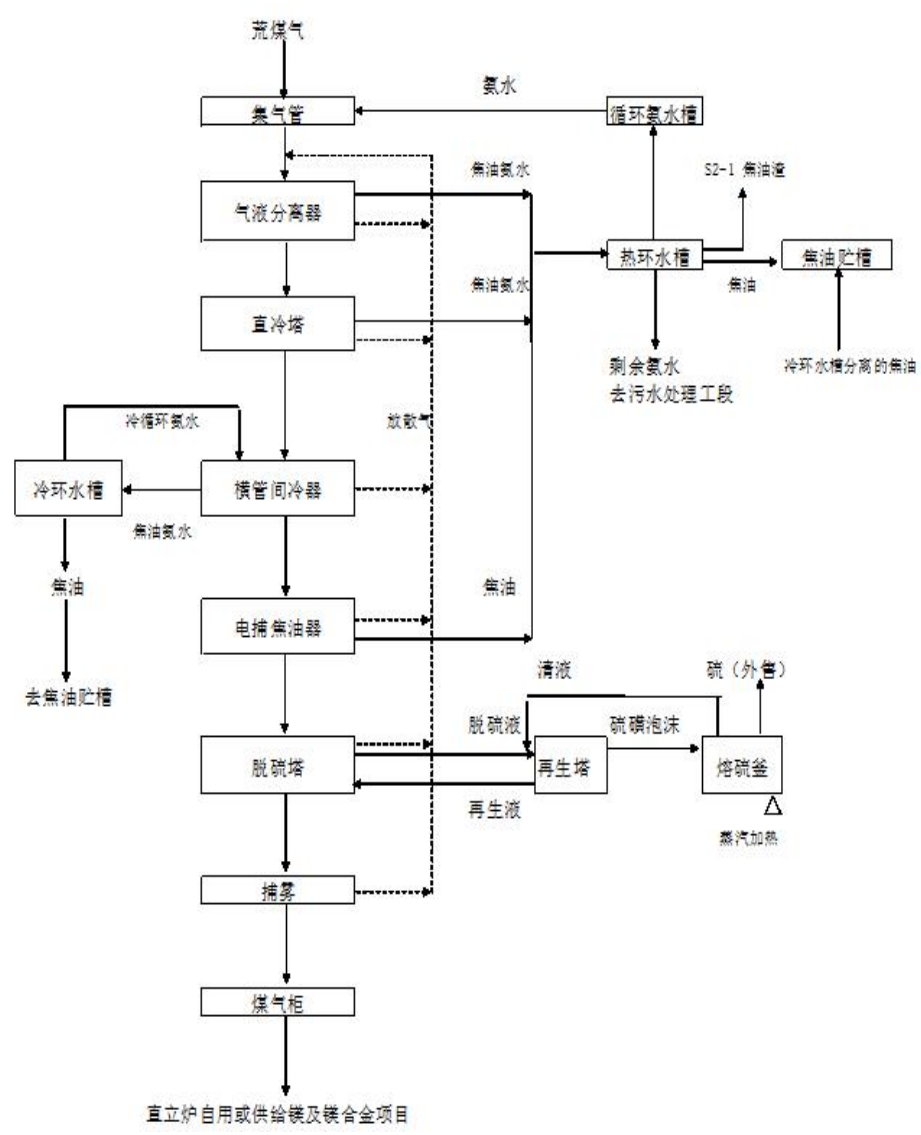 荒煤气
氨水
集气管
循环氨水槽
焦油氨水
S2-1 焦油渣
气液分离器
热环水槽
焦油贮槽
焦油氨水
焦油
直冷塔
剩余氨水
去污水处理工段
冷环水槽分离的焦油
冷循环氨水
放散气
冷环水槽
横管间冷器
焦油氨水
焦油
焦油
电捕焦油器
清液
硫（外售）
去焦油贮槽
脱硫液
硫磺泡沫
脱硫塔
再生塔
熔硫釜
再生液
蒸汽加热
捕雾
煤气柜
直立炉自用或供给镁及镁合金项目